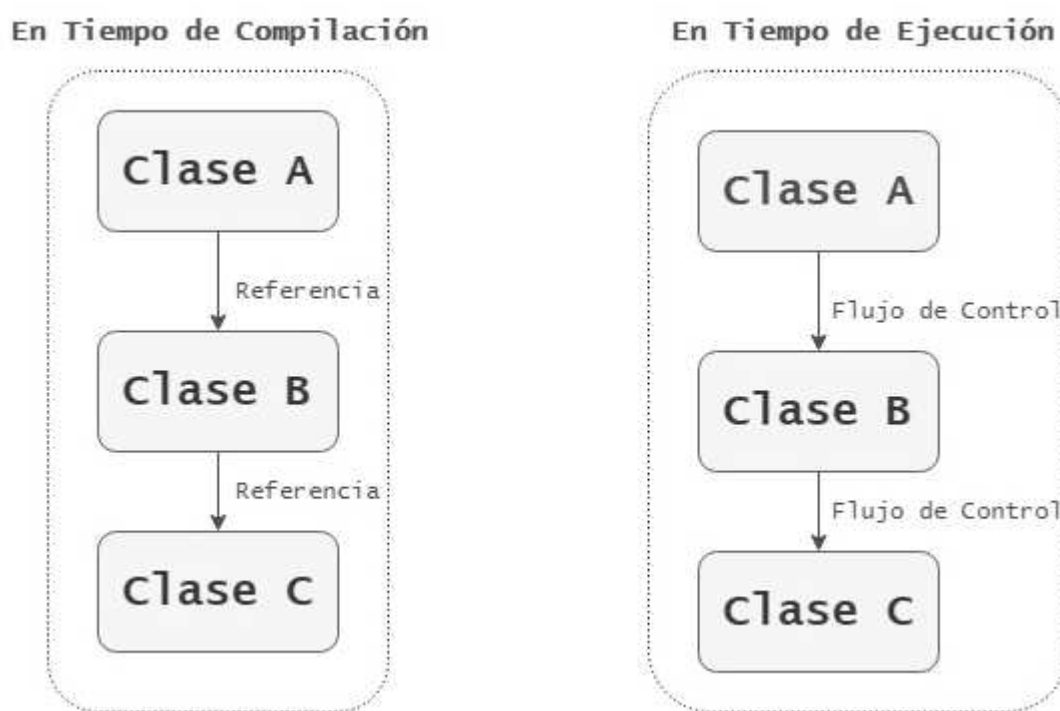 En Tiempo de Compilación
Clase A
Referencia
Clase B
Referencia
Clase C
En Tiempo de Ejecución
Clase A
Flujo de Control
Clase B
Flujo de Control
Clase C